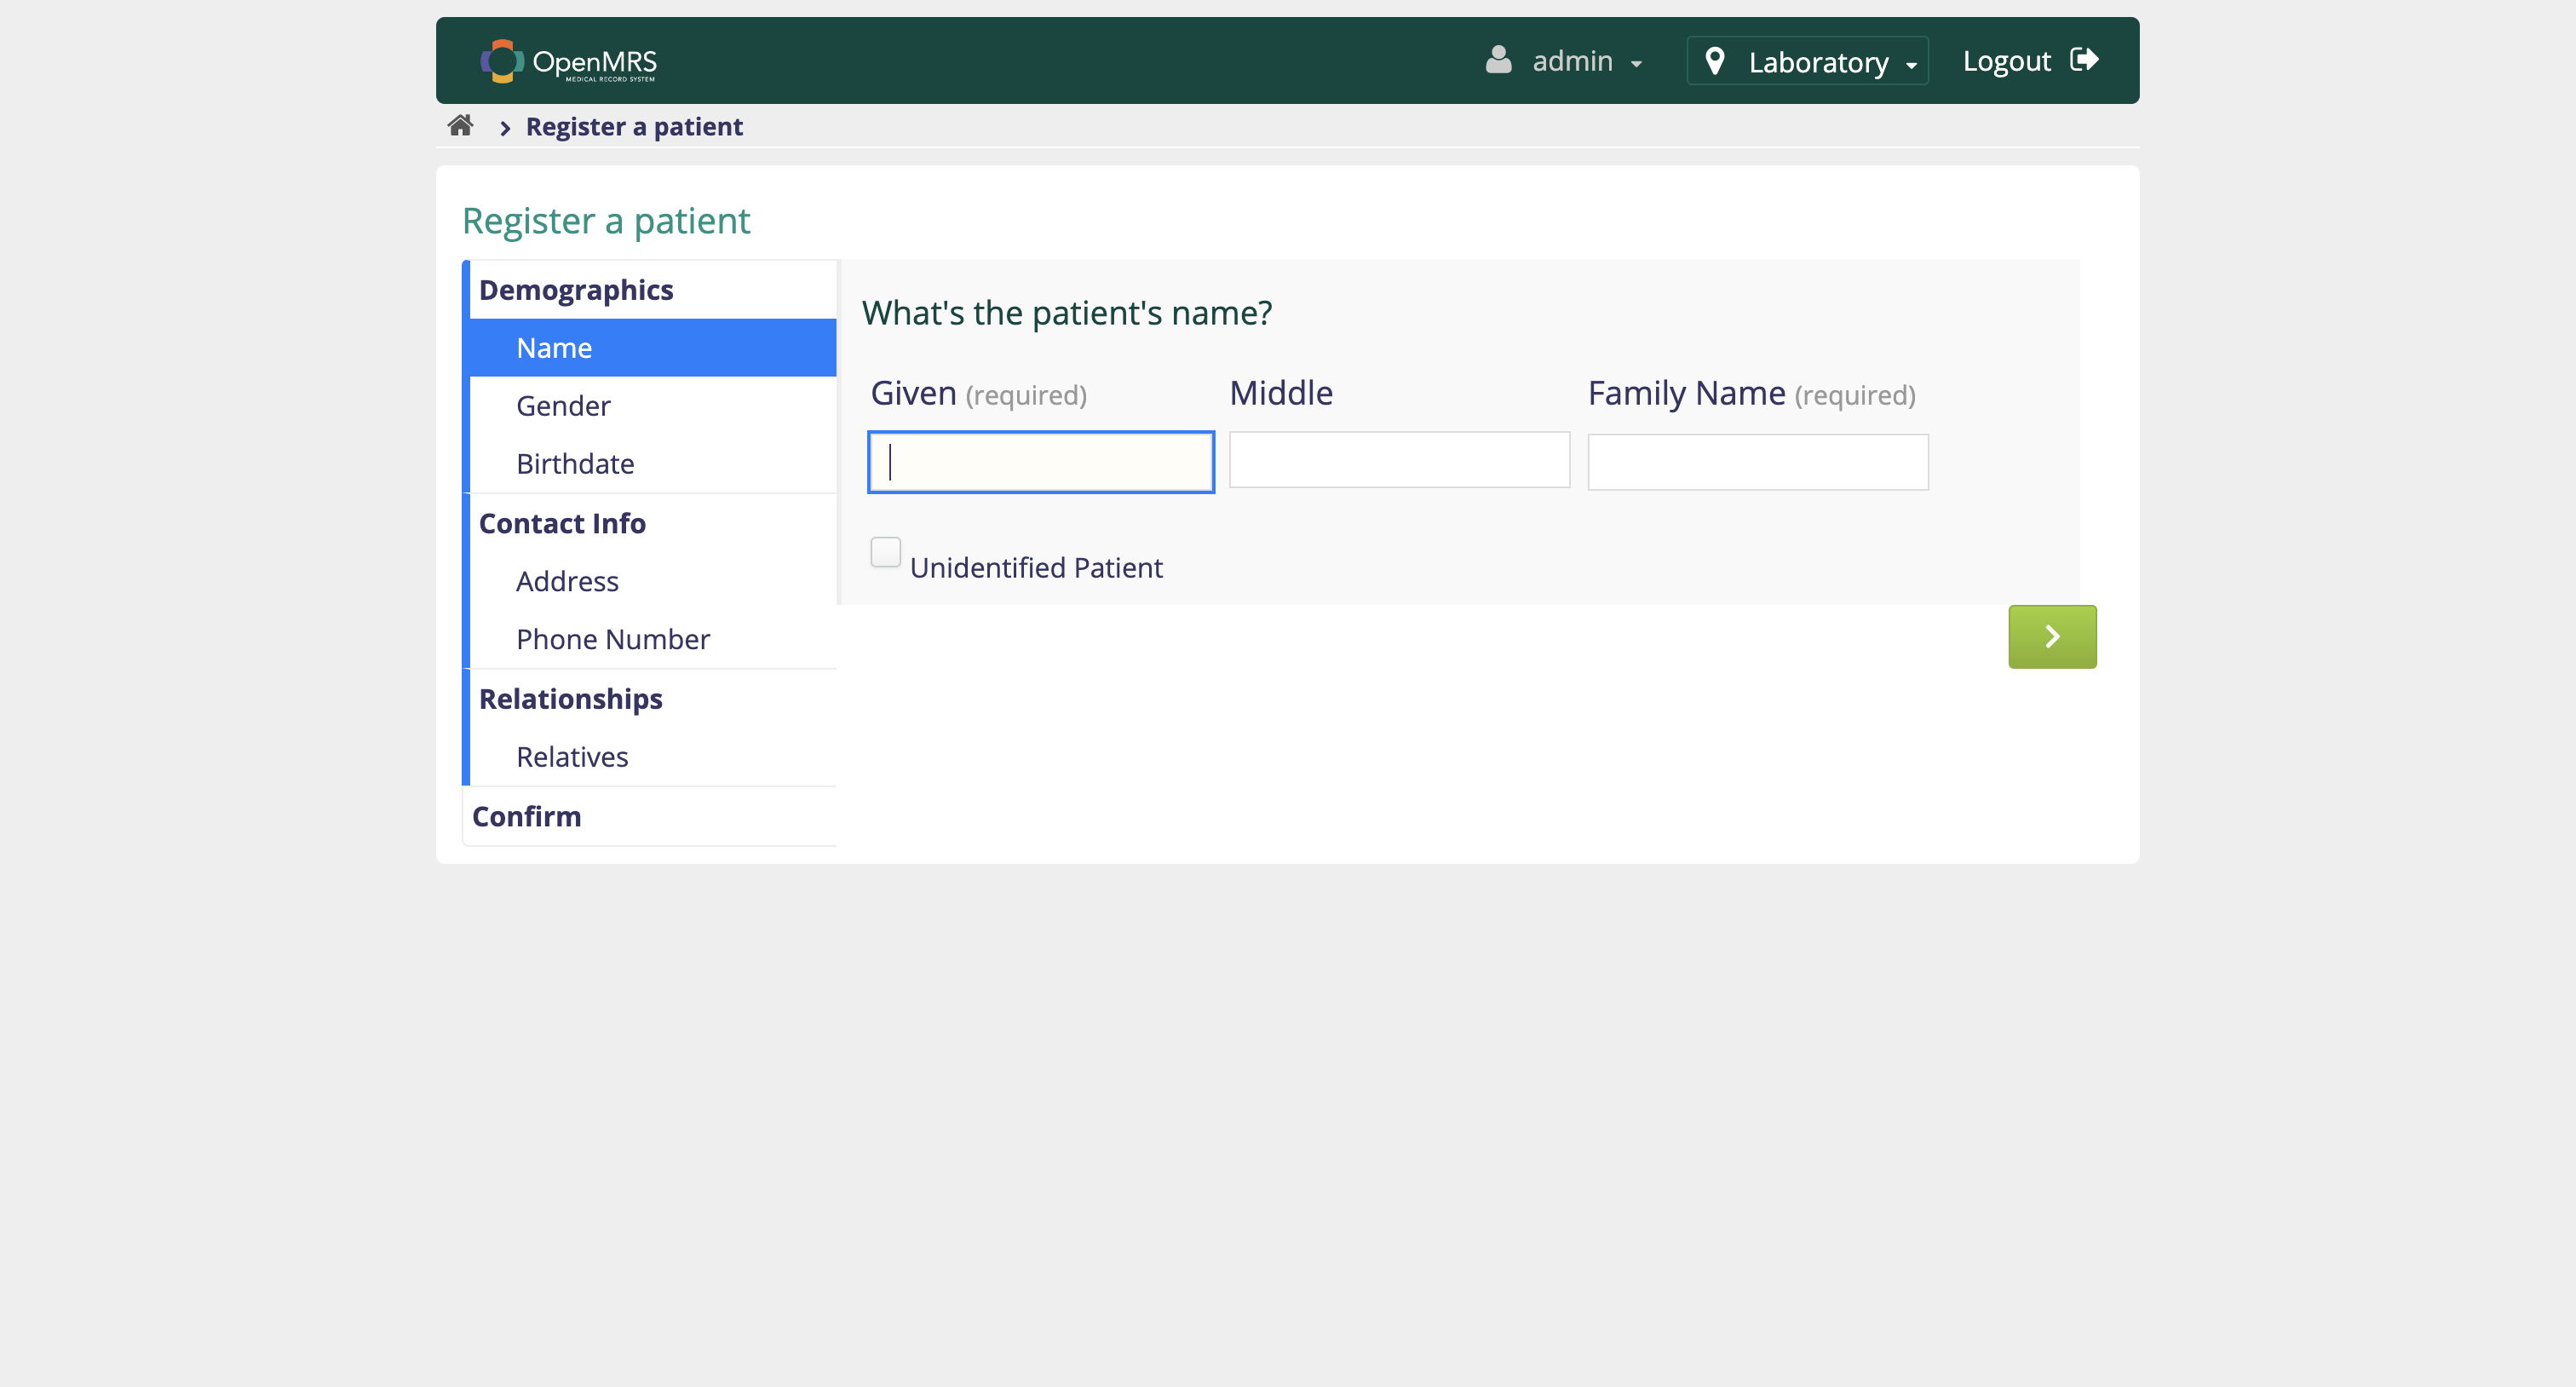 OpenMRS
MEDICAL RECORD SYSTEM
admin
Laboratory
Logout
Register a patient
Register a patient
Demographics
Name
Gender
Birthdate
Contact Info
Address
Phone Number
Relationships
Relatives
Confirm
What's the patient's name?
Given (required) Middle Family Name (required)
Unidentified Patient